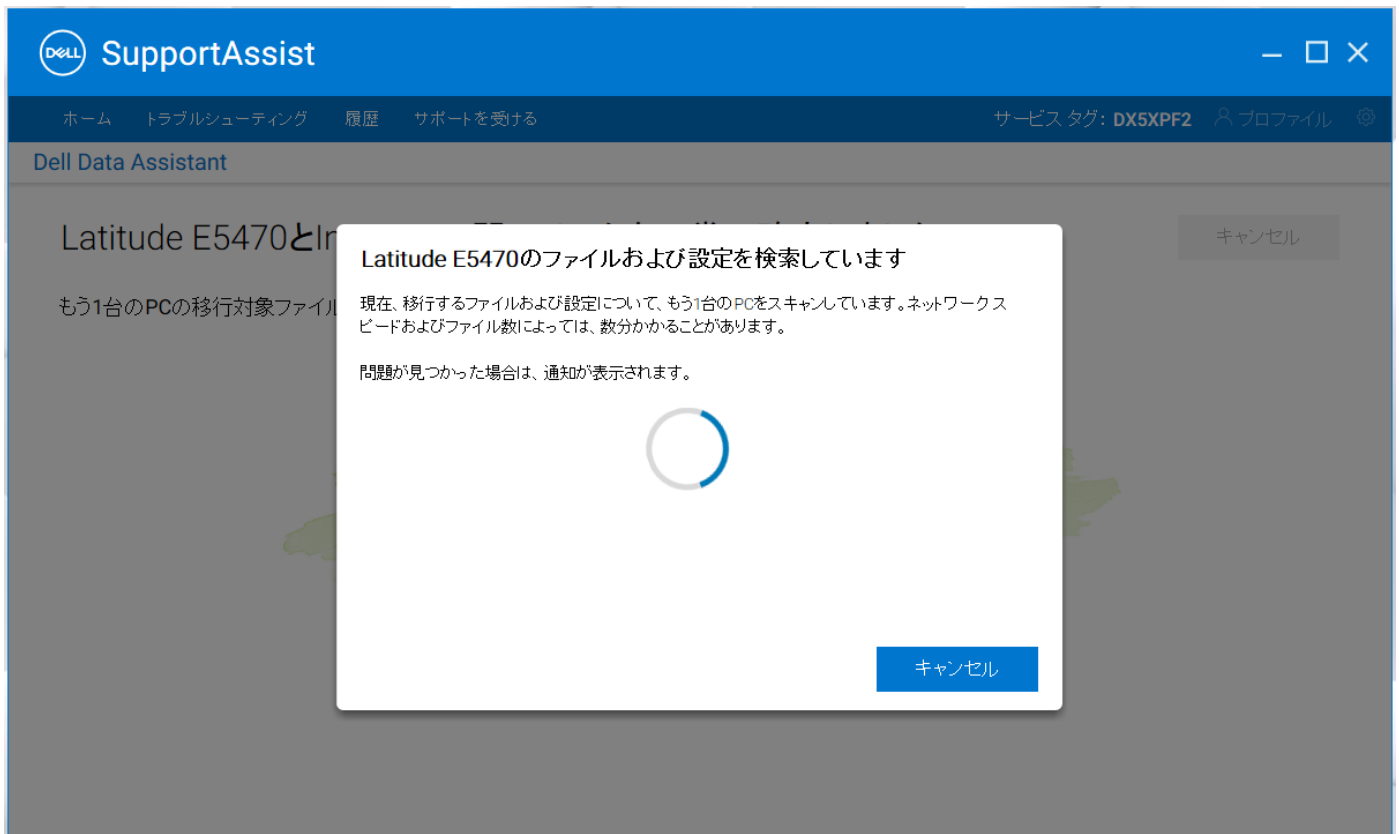 DELL SupportAssist
ホーム トラブルシューティング 履歴 サポートを受ける サービス タグ: DX5XPF2 プロファイル
Dell Data Assistant
Latitude E5470とIn
キャンセル
もう1台のPCの移行対象ファイル
Latitude E5470のファイルおよび設定を検索しています
現在、移行するファイルおよび設定について、もう1台のPCをスキャンしています。ネットワークス
ピードおよびファイル数によっては、数分かかることがあります。
問題が見つかった場合は、通知が表示されます。
キャンセル